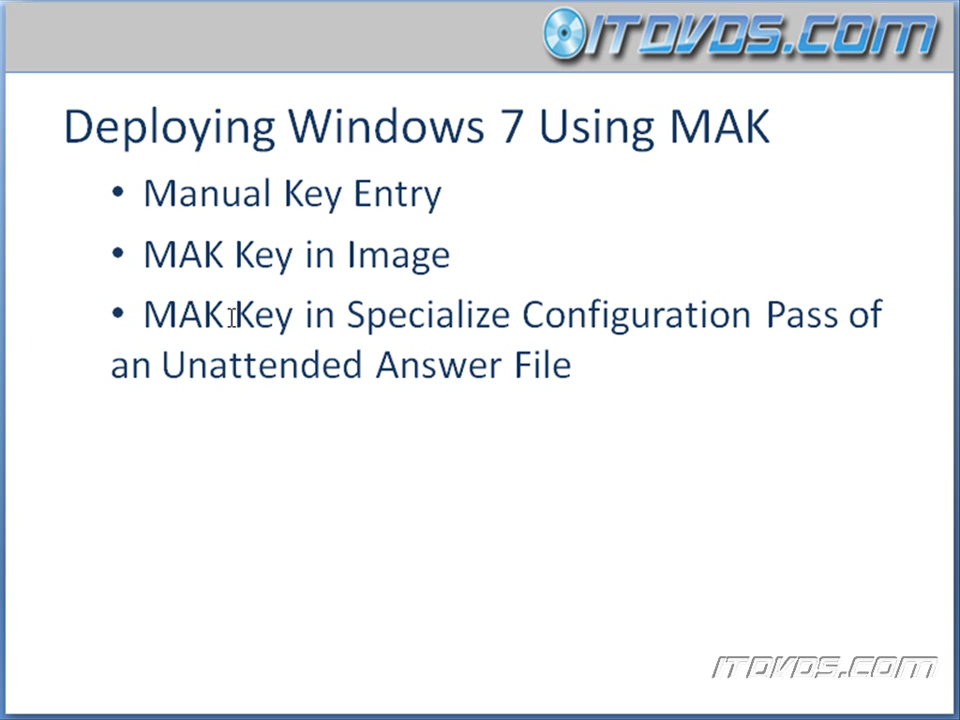 ITDVDS.COM
Deploying Windows 7 Using MAK
• Manual Key Entry
• MAK Key in Image
• MAK Key in Specialize Configuration Pass of
an Unattended Answer File
ITDVDS.COM